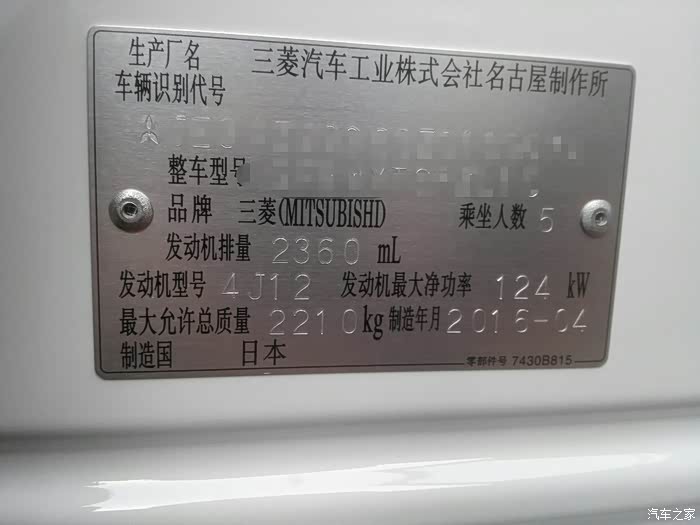 生产厂名 三菱汽车工业株式会社名古屋制作所
车辆识别代号
整车型号
品牌 三菱(MITSUBISHI) 乘坐人数 5
发动机排量 2360 mL
发动机型号 4J12 发动机最大净功率 124 kW
最大允许总质量 2210 kg 制造年月 2016-04
制造国 日本 零部件号 7430B815
汽车之家